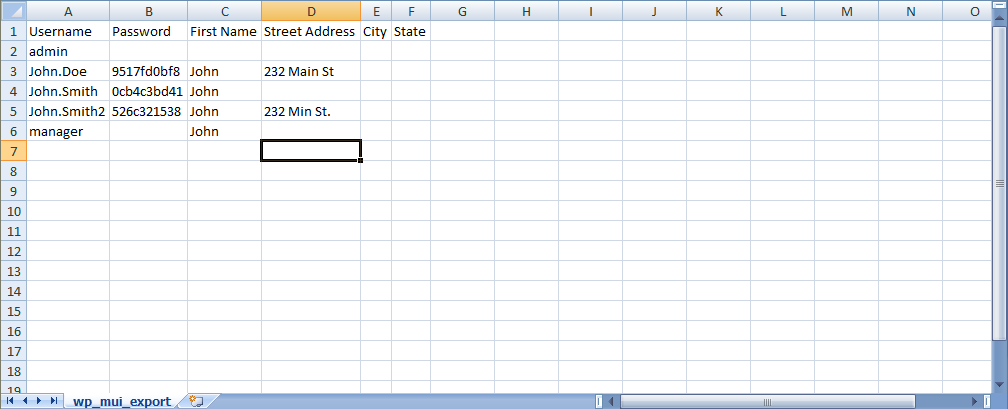 A B C D E F G H I J K L M N O
1 Username Password First Name Street Address City State
2 admin
3 John.Doe 9517fd0bf8 John 232 Main St
4 John.Smith 0cb4c3bd41 John
5 John.Smith2 526c321538 John 232 Min St.
6 manager John
7
8
9
10
11
12
13
14
15
16
17
18
19
wp_mui_export